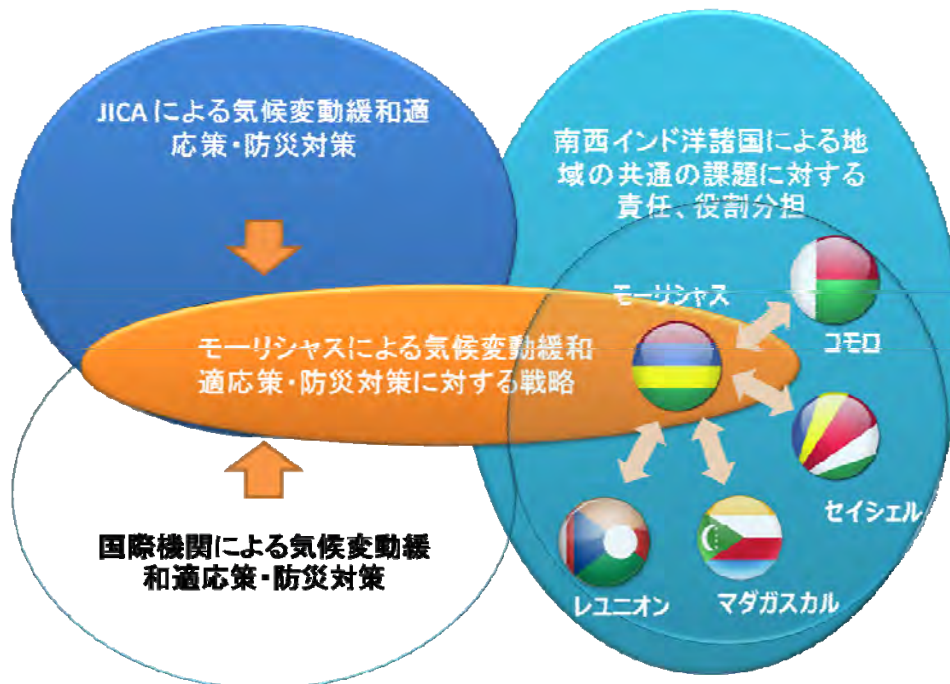 JICAによる気候変動緩和適
応策・防災対策
南西インド洋諸国による地
域の共通の課題に対する
責任、役割分担
モーリシャス
コモロ
モーリシャスによる気候変動緩和
適応策・防災対策に対する戦略
セイシェル
国際機関による気候変動緩
和適応策・防災対策
レユニオン
マダガスカル